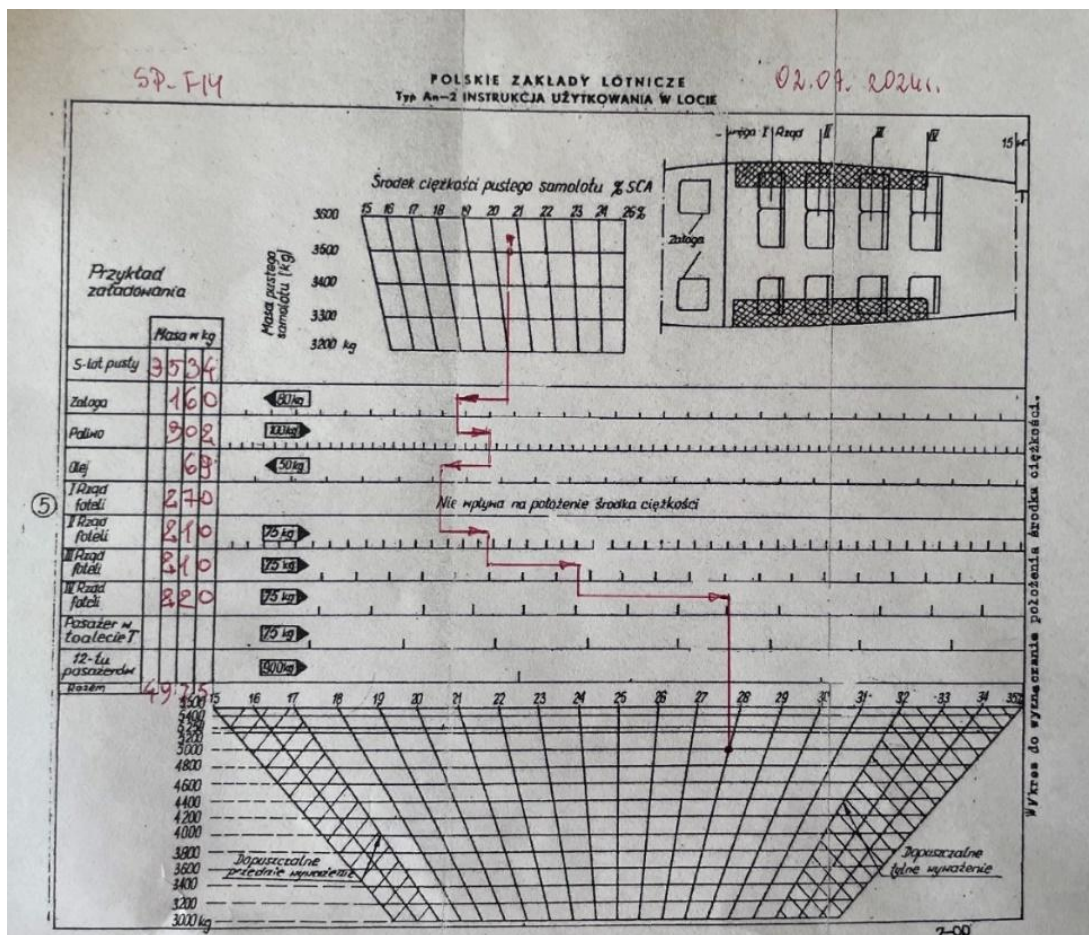 SP-FIY
POLSKIE ZAKŁADY LOTNICZE
02.07.2024r.
Typ An-2 INSTRUKCJA UŻYTKOWANIA W LOCIE
I Rząd II III IV
15
Środek ciężkości pustego samolotu % SCA
15 16 17 18 19 20 21 22 23 24 26%
3600
3500
3400
3300
3200 kg
Masa pustego samolotu [kg]
Załoga
Przykład
załadowania
Masa w kg
S-lot pusty 3534
Załoga 160 80kg
Paliwo 902 100kg
Olej 69 50kg
5
I Rząd foteli 270 Nie wpływa na położenie środka ciężkości
II Rząd foteli 210 75 kg
III Rząd foteli 210 75 kg
IV Rząd foteli 220 75 kg
Pasażer w toalecie T 75 kg
12-tu pasażerów 900kg
Razem
15 16 17 18 19 20 21 22 23 24 25 26 27 28 29 30 31 32 33 34 35
5400
5200
5000
4800
4600
4400
4200
4000
3800
3600
3400
3200
3000 kg
Dopuszczalne
przednie wyważenie
Dopuszczalne
tylne wyważenie
Wykres do wyznaczania położenia środka ciężkości.